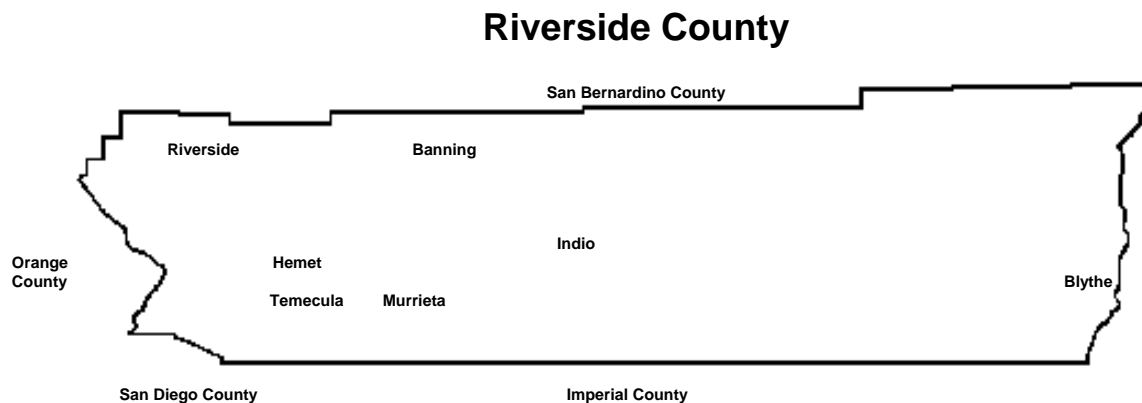 Riverside County
San Bernardino County
Riverside Banning
Indio
Orange
County
Hemet
Blythe
Temecula Murrieta
San Diego County Imperial County